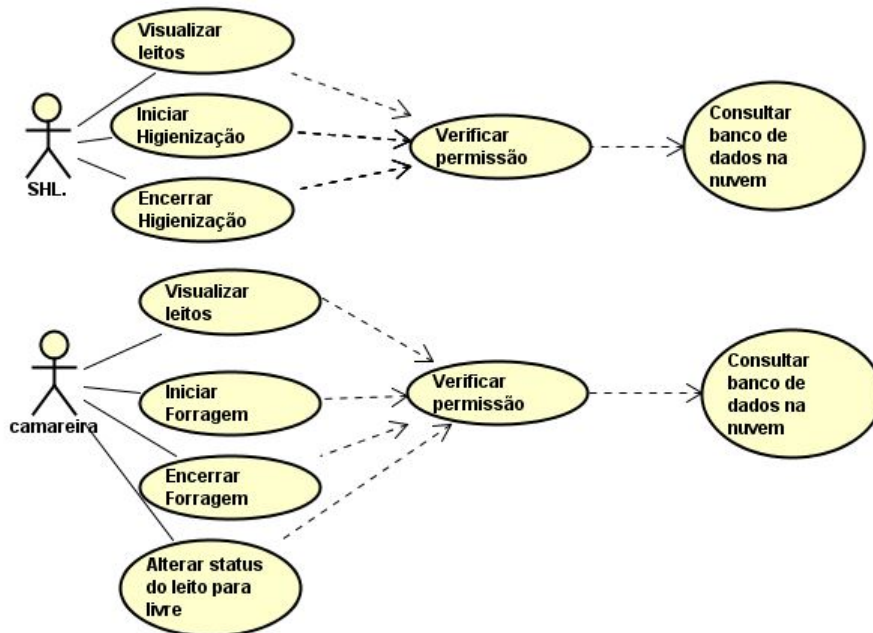 Visualizar
leitos
Iniciar
Higienização
Encerrar
Higienização
SHL.
Verificar
permissão
Consultar
banco de
dados na
nuvem
Visualizar
leitos
Iniciar
Forragem
Encerrar
Forragem
Alterar status
do leito para
livre
camareira
Verificar
permissão
Consultar
banco de
dados na
nuvem